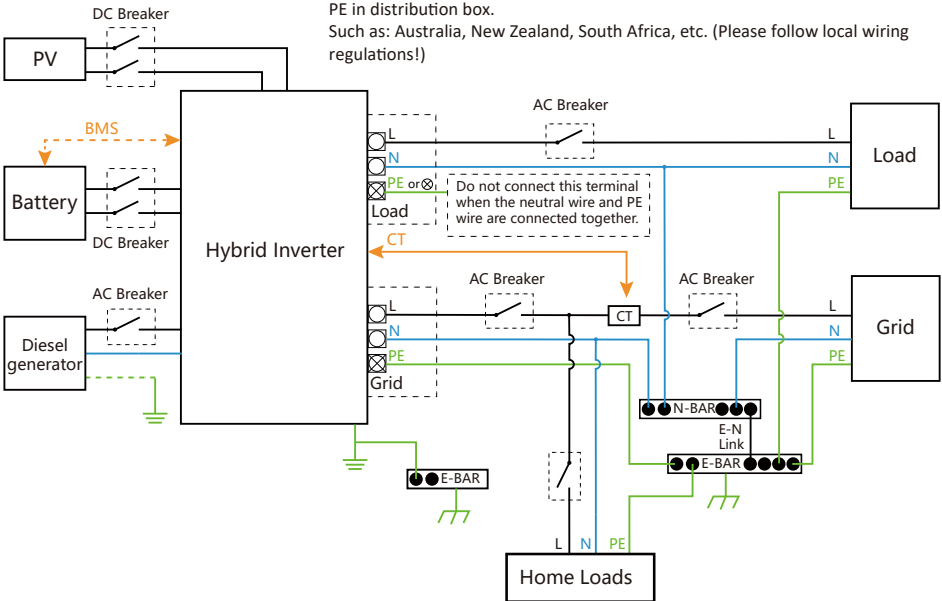 PE in distribution box.
Such as: Australia, New Zealand, South Africa, etc. (Please follow local wiring
regulations!)
DC Breaker
PV
BMS
Battery
DC Breaker
AC Breaker
Diesel
generator
Hybrid Inverter
L
N
PE or
Load
Do not connect this terminal
when the neutral wire and PE
wire are connected together.
AC Breaker
L
N
PE
Load
CT
AC Breaker
CT
AC Breaker
L
N
PE
Grid
L
N
PE
Grid
N-BAR
E-N
Link
E-BAR
E-BAR
L
N
PE
Home Loads